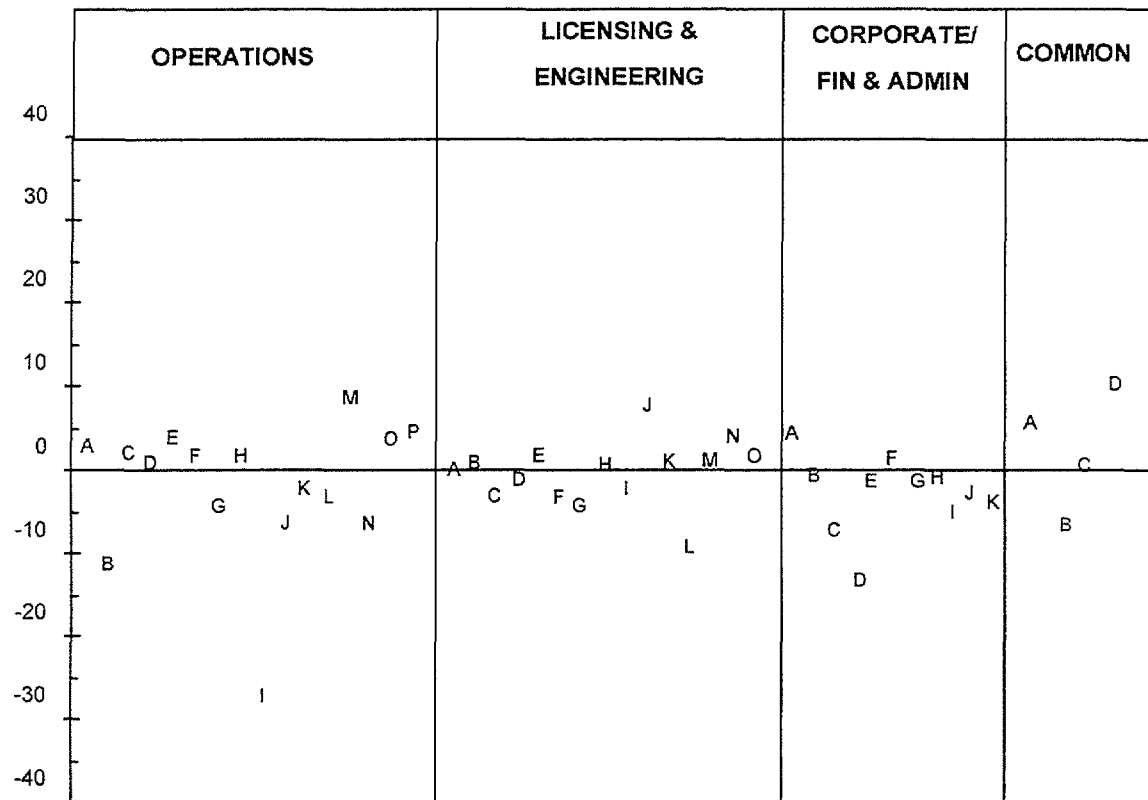 OPERATIONS
LICENSING &
ENGINEERING
CORPORATE/
FIN & ADMIN
COMMON
40
30
20
10
0
-10
-20
-30
-40
A
B
C
D
E
F
G
H
I
J
K
L
M
N
O
P
A
B
C
D
E
F
G
H
I
J
K
L
M
N
O
A
B
C
D
E
F
G
H
I
J
K
A
B
C
D